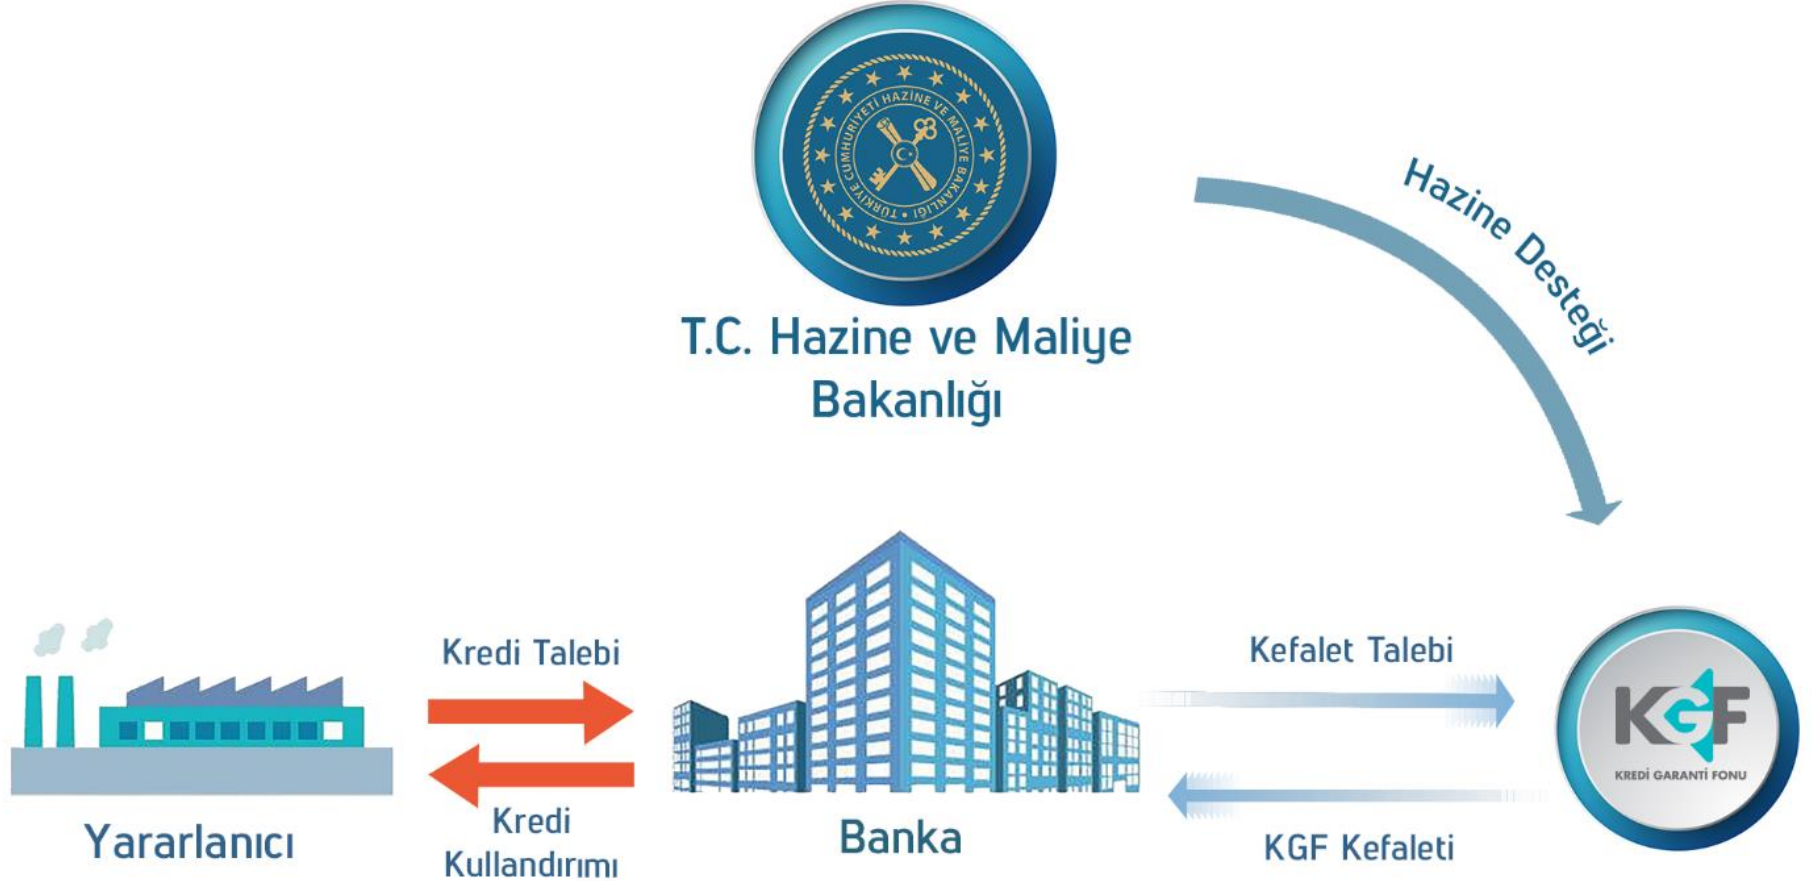 TÜRKİYE CUMHURİYETİ HAZİNE VE MALİYE BAKANLIĞI •
T.C. Hazine ve Maliye
Bakanlığı
Hazine Desteği
Kredi Talebi
Kefalet Talebi
KGF
KREDİ GARANTİ FONU
Kredi
Kullandırımı
Yararlanıcı
Banka
KGF Kefaleti